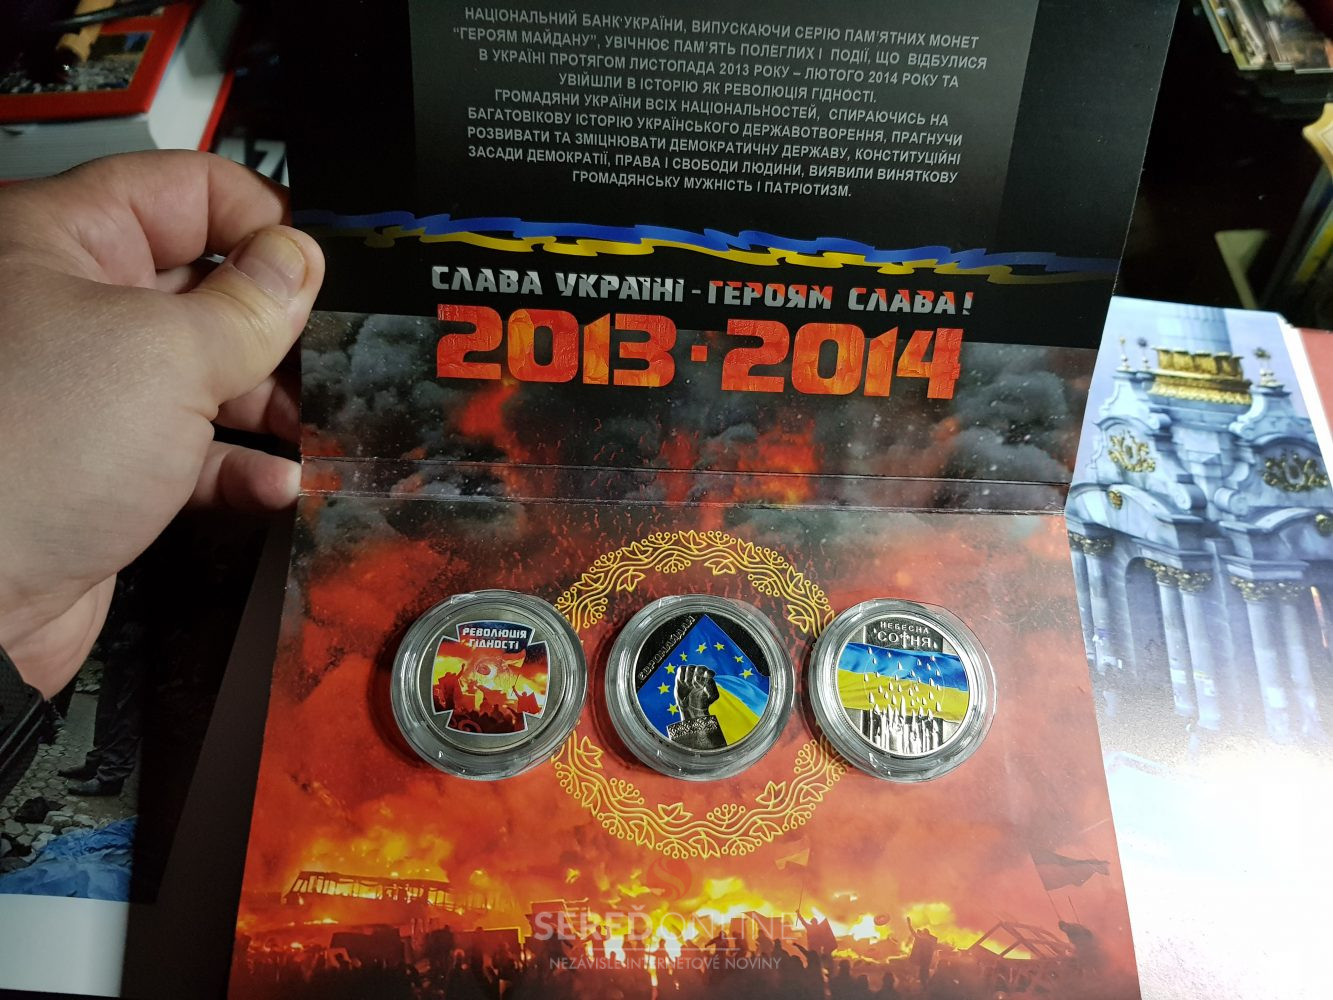 НАЦІОНАЛЬНИЙ БАНК УКРАЇНИ, ВИПУСКАЮЧИ СЕРІЮ ПАМ'ЯТНИХ МОНЕТ
“ГЕРОЯМ МАЙДАНУ”, УВІЧНЮЄ ПАМ'ЯТЬ ПОЛЕГЛИХ І ПОДІЇ, ЩО ВІДБУЛИСЯ
В УКРАЇНІ ПРОТЯГОМ ЛИСТОПАДА 2013 РОКУ – ЛЮТОГО 2014 РОКУ ТА
УВІЙШЛИ В ІСТОРІЮ ЯК РЕВОЛЮЦІЯ ГІДНОСТІ.
ГРОМАДЯНИ УКРАЇНИ ВСІХ НАЦІОНАЛЬНОСТЕЙ, СПИРАЮЧИСЬ НА
БАГАТОВІКОВУ ІСТОРІЮ УКРАЇНСЬКОГО ДЕРЖАВОТВОРЕННЯ, ПРАГНУЧИ
РОЗВИВАТИ ТА ЗМІЦНЮВАТИ ДЕМОКРАТИЧНУ ДЕРЖАВУ, КОНСТИТУЦІЙНІ
ЗАСАДИ ДЕМОКРАТІЇ, ПРАВА І СВОБОДИ ЛЮДИНИ, ВИЯВИЛИ ВИНЯТКОВУ
ГРОМАДЯНСЬКУ МУЖНІСТЬ І ПАТРІОТИЗМ.
СЛАВА УКРАЇНІ - ГЕРОЯМ СЛАВА!
2013 · 2014
РЕВОЛЮЦІЯ
ГІДНОСТІ
ЄВРОМАЙДАН
НЕБЕСНА
СОТНЯ
SEREĎ ONLINE
NEZÁVISLÉ INTERNETOVÉ NOVINY